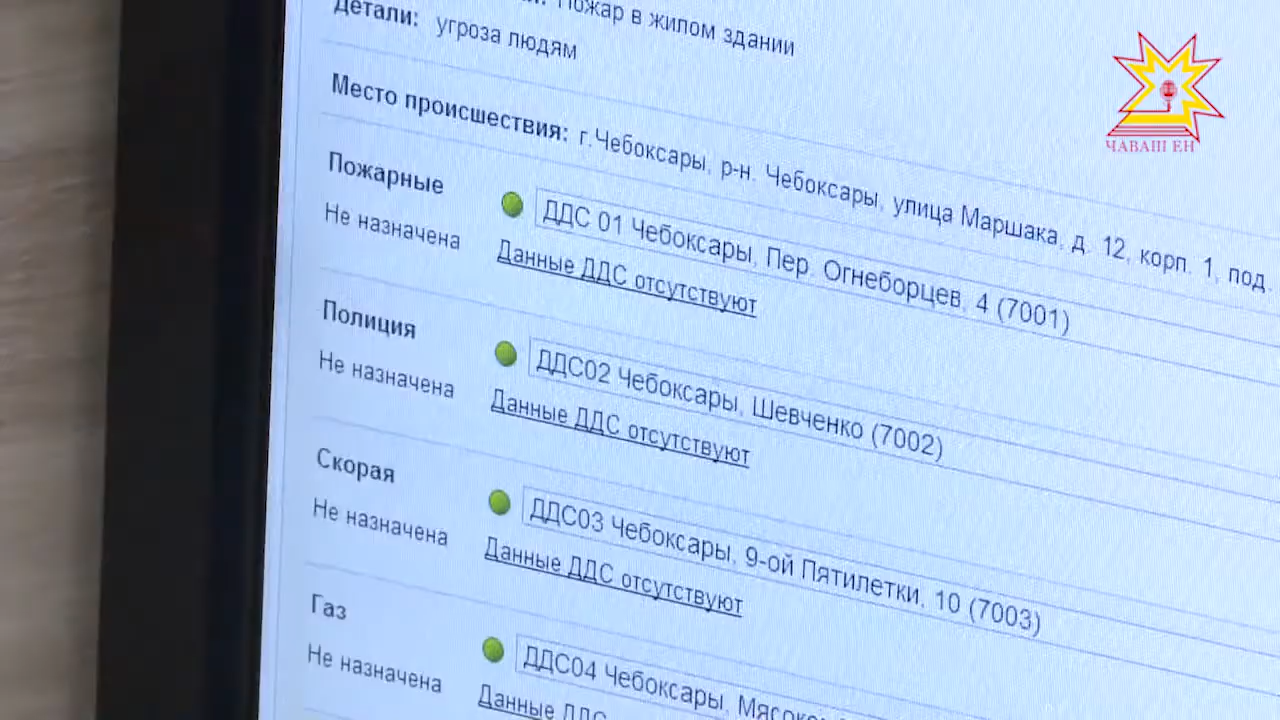 Пожар в жилом здании
Детали: угроза людям
Место происшествия: г.Чебоксары, р-н. Чебоксары, улица Маршака, д. 12, корп. 1, под.
Пожарные
ДДС 01 Чебоксары, Пер. Огнеборцев, 4 (7001)
Не назначена
Данные ДДС отсутствуют
Полиция
ДДС02 Чебоксары, Шевченко (7002)
Не назначена
Данные ДДС отсутствуют
Скорая
ДДС03 Чебоксары, 9-ой Пятилетки, 10 (7003)
Не назначена
Данные ДДС отсутствуют
Газ
ДДС04 Чебоксары,
Не назначена
Данные ДДС
ЧАВАШ ЕН